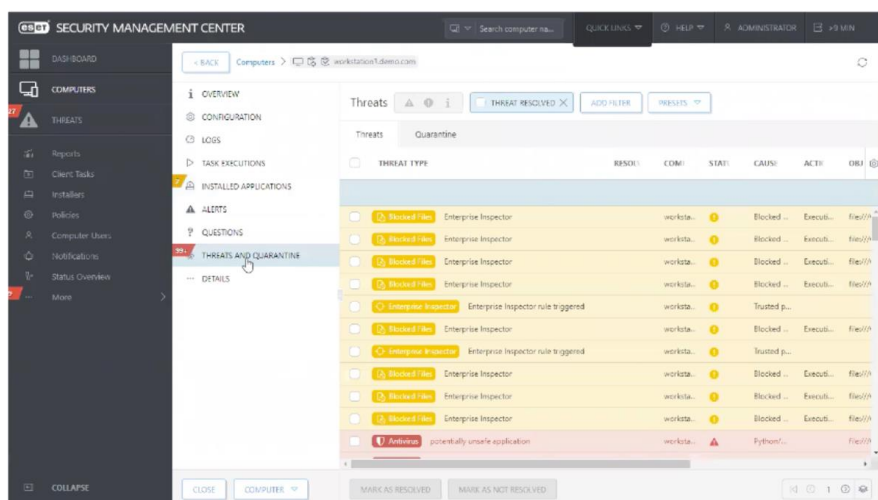 eset SECURITY MANAGEMENT CENTER
Search computer na...
QUICK LINKS
HELP
ADMINISTRATOR
>9 MIN
DASHBOARD
COMPUTERS
27
THREATS
Reports
Client Tasks
Installers
Policies
Computer Users
Notifications
Status Overview
More
COLLAPSE
< BACK
Computers > workstation1.demo.com
OVERVIEW
CONFIGURATION
LOGS
TASK EXECUTIONS
7
INSTALLED APPLICATIONS
ALERTS
QUESTIONS
99+
THREATS AND QUARANTINE
DETAILS
CLOSE
COMPUTER
Threats
THREAT RESOLVED
ADD FILTER
PRESETS
Threats Quarantine
THREAT TYPE RESOL COM STAT CAUSE ACTI OBJ
Blocked Files Enterprise Inspector worksta... Blocked ... Executi... file:///
Blocked Files Enterprise Inspector worksta... Blocked ... Executi... file:///
Blocked Files Enterprise Inspector worksta... Blocked ... Executi... file:///
Blocked Files Enterprise Inspector worksta... Blocked ... Executi... file:///
Enterprise Inspector Enterprise Inspector rule triggered worksta... Trusted p...
Blocked Files Enterprise Inspector worksta... Blocked ... Executi... file:///
Enterprise Inspector Enterprise Inspector rule triggered worksta... Trusted p...
Blocked Files Enterprise Inspector worksta... Blocked ... Executi... file:///
Blocked Files Enterprise Inspector worksta... Blocked ... Executi... file:///
Blocked Files Enterprise Inspector worksta... Blocked ... Executi... file:///
Antivirus potentially unsafe application worksta... Python/... file:///
MARK AS RESOLVED
MARK AS NOT RESOLVED
1